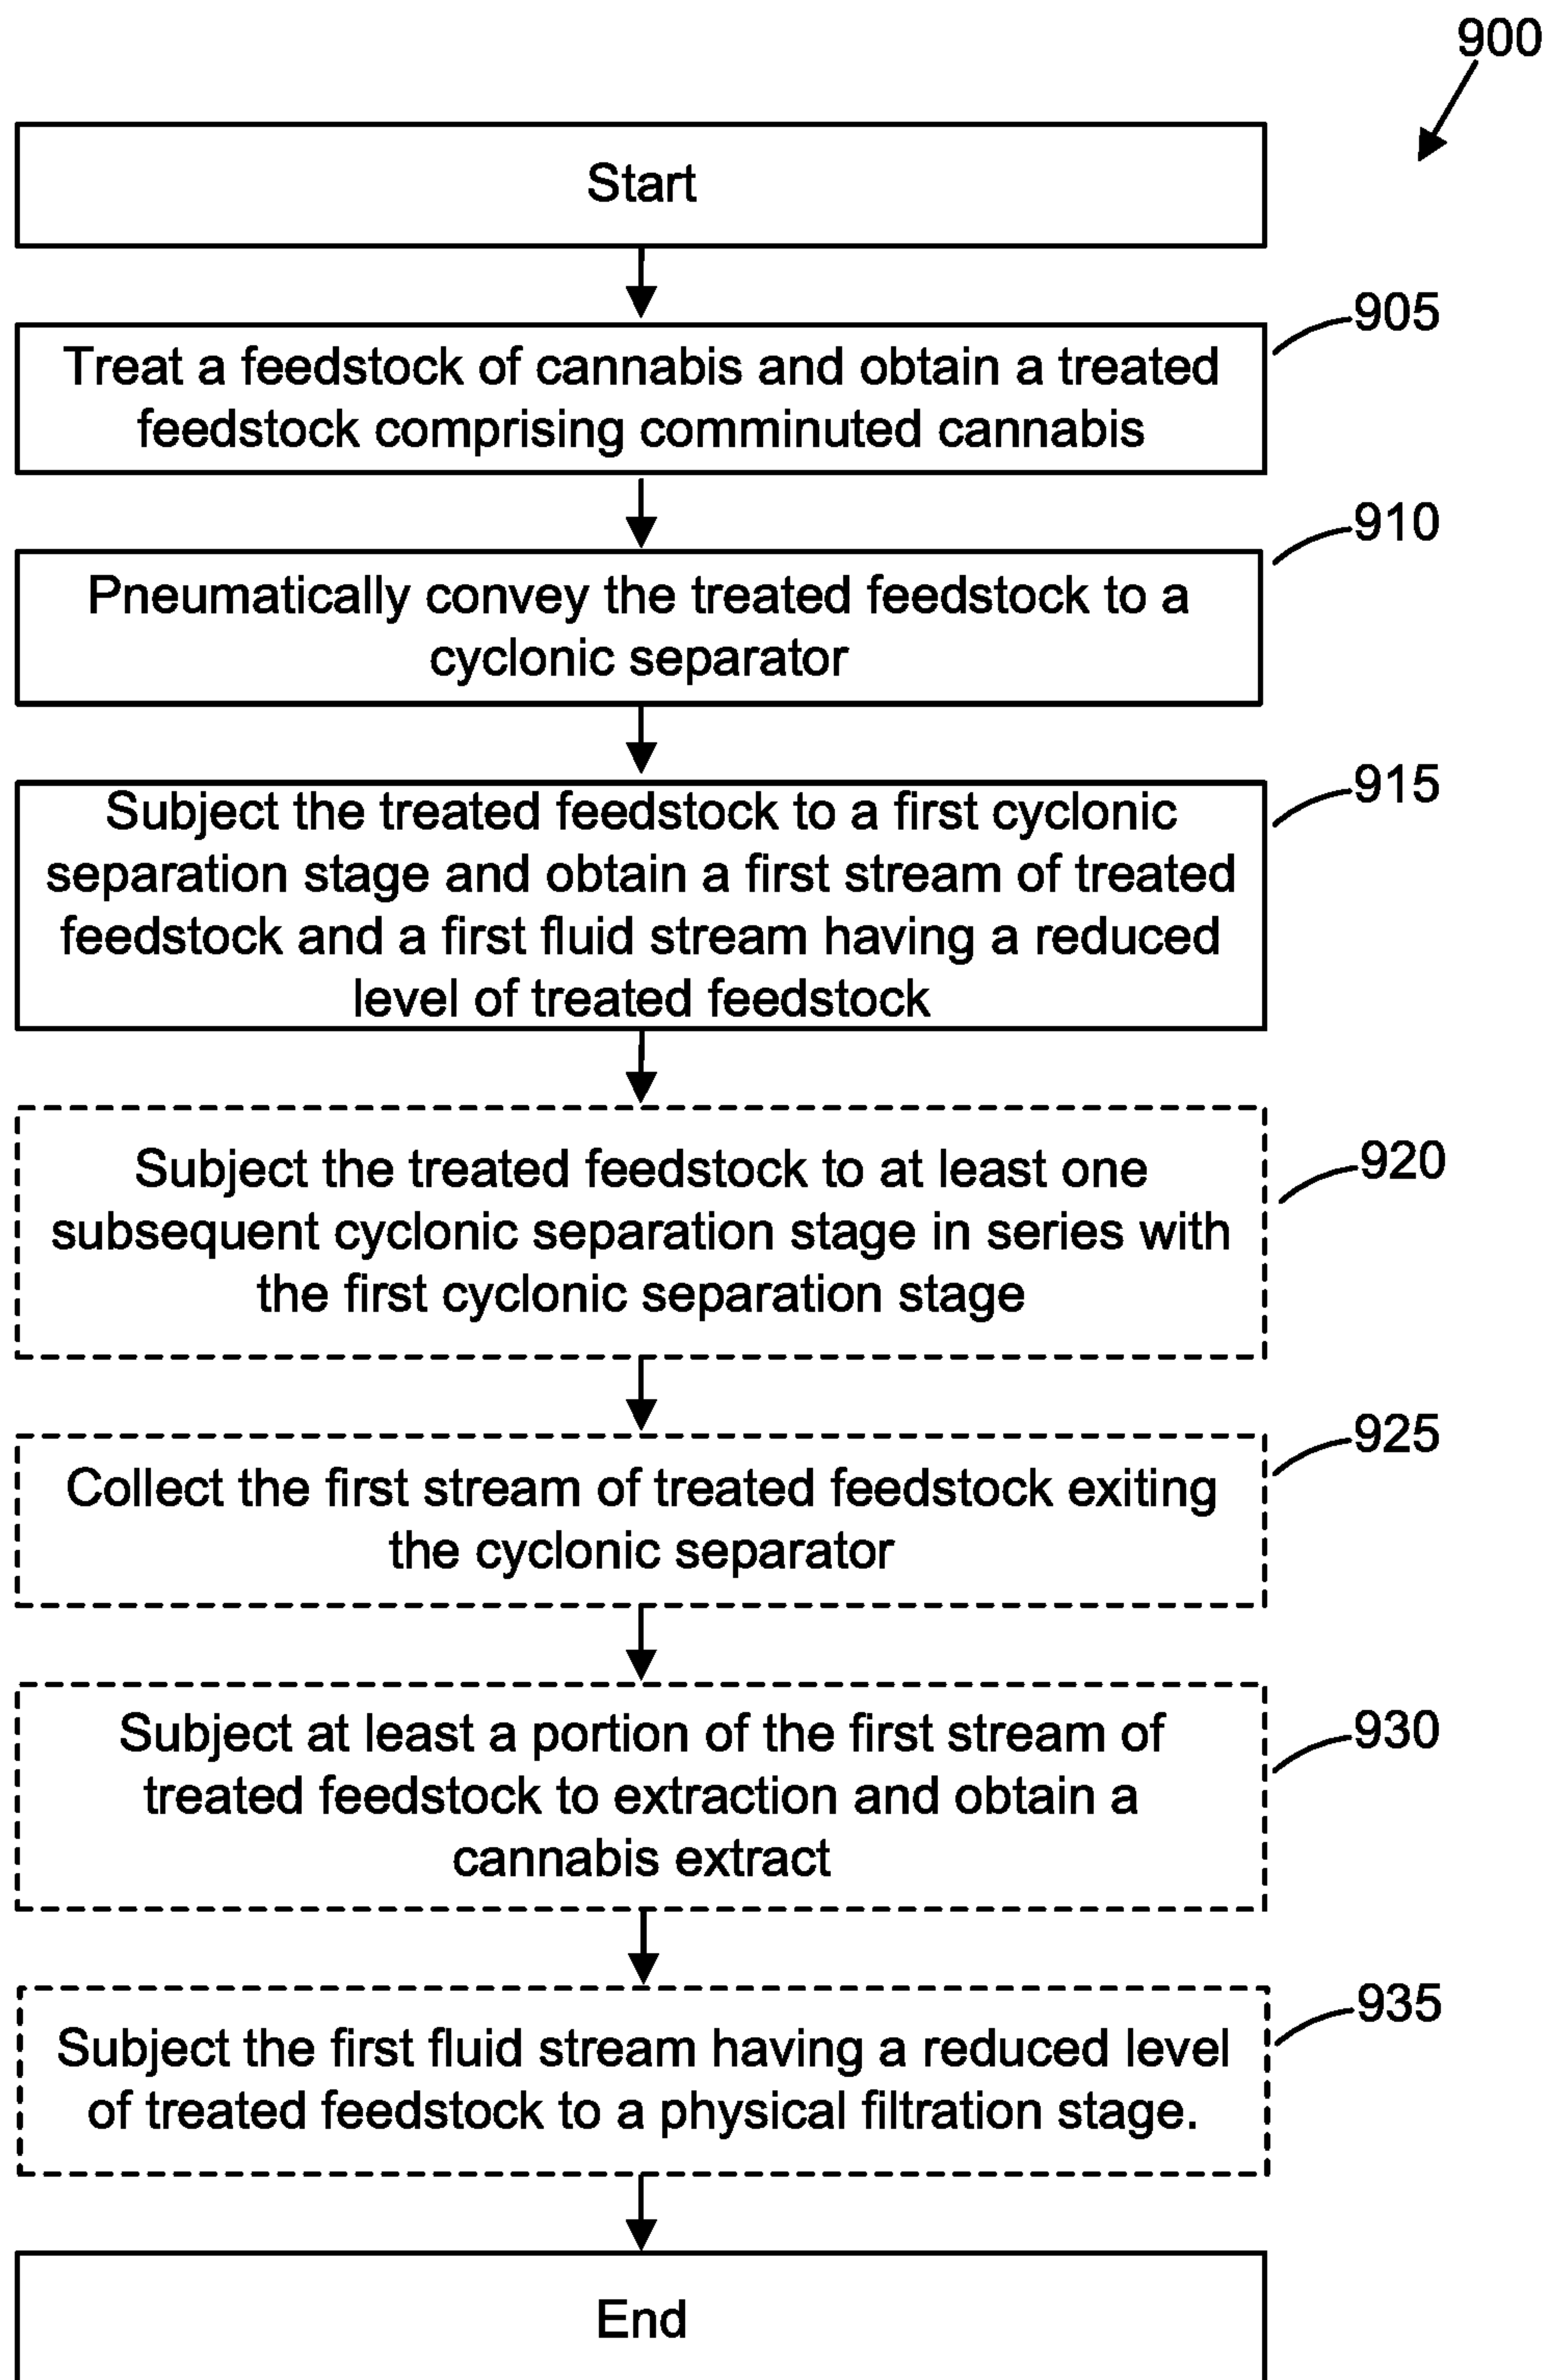 900
Start
905
Treat a feedstock of cannabis and obtain a treated
feedstock comprising comminuted cannabis
910
Pneumatically convey the treated feedstock to a
cyclonic separator
915
Subject the treated feedstock to a first cyclonic
separation stage and obtain a first stream of treated
feedstock and a first fluid stream having a reduced
level of treated feedstock
920
Subject the treated feedstock to at least one
subsequent cyclonic separation stage in series with
the first cyclonic separation stage
925
Collect the first stream of treated feedstock exiting
the cyclonic separator
930
Subject at least a portion of the first stream of
treated feedstock to extraction and obtain a
cannabis extract
935
Subject the first fluid stream having a reduced level
of treated feedstock to a physical filtration stage.
End